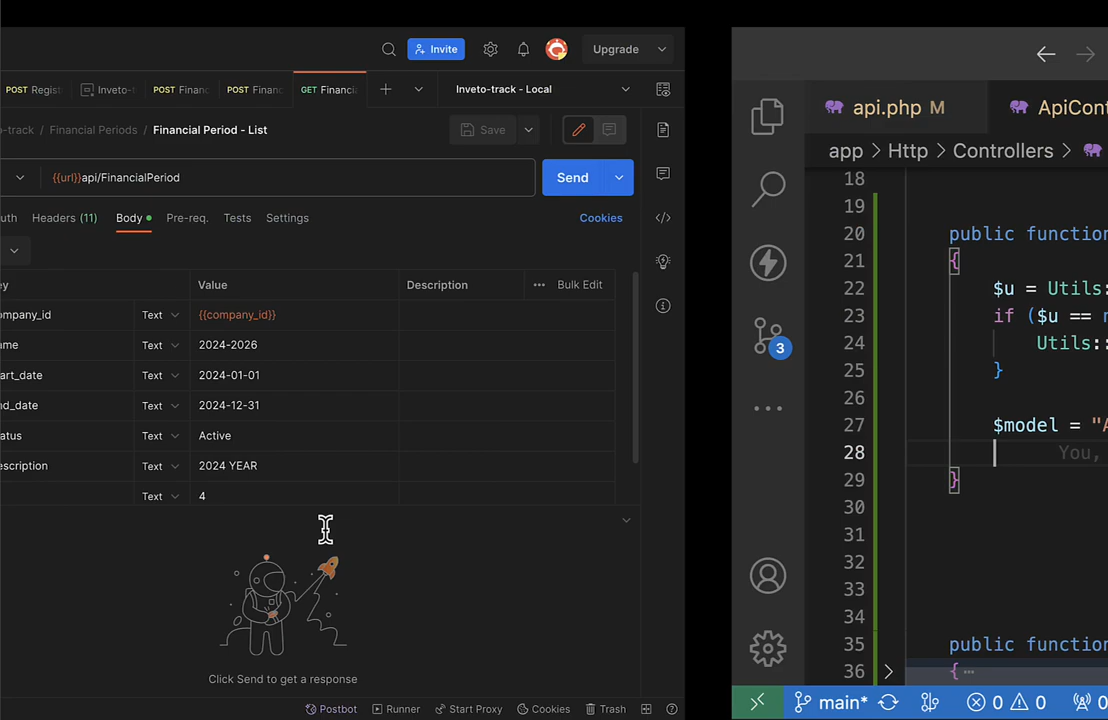 Invite
Upgrade
POST Regist
Inveto-t
POST Financ
POST Financ
GET Financia
Inveto-track - Local
o-track / Financial Periods / Financial Period - List
Save
{{url}}api/FinancialPeriod
Send
uth
Headers (11)
Body
Pre-req.
Tests
Settings
Cookies
ey
Value
Description
Bulk Edit
ompany_id
Text
{{company_id}}
ame
Text
2024-2026
art_date
Text
2024-01-01
nd_date
Text
2024-12-31
atus
Text
Active
escription
Text
2024 YEAR
Text
4
Click Send to get a response
Postbot
Runner
Start Proxy
Cookies
Trash
api.php M
ApiCont
app > Http > Controllers >
18
19
20 public function
21 {
22 $u = Utils:
23 if ($u == n
24 Utils::
25 }
26
27 $model = "A
28 You,
29 }
30
31
32
33
34
35 public function
36 { ⋯
3
main*
0
0
0